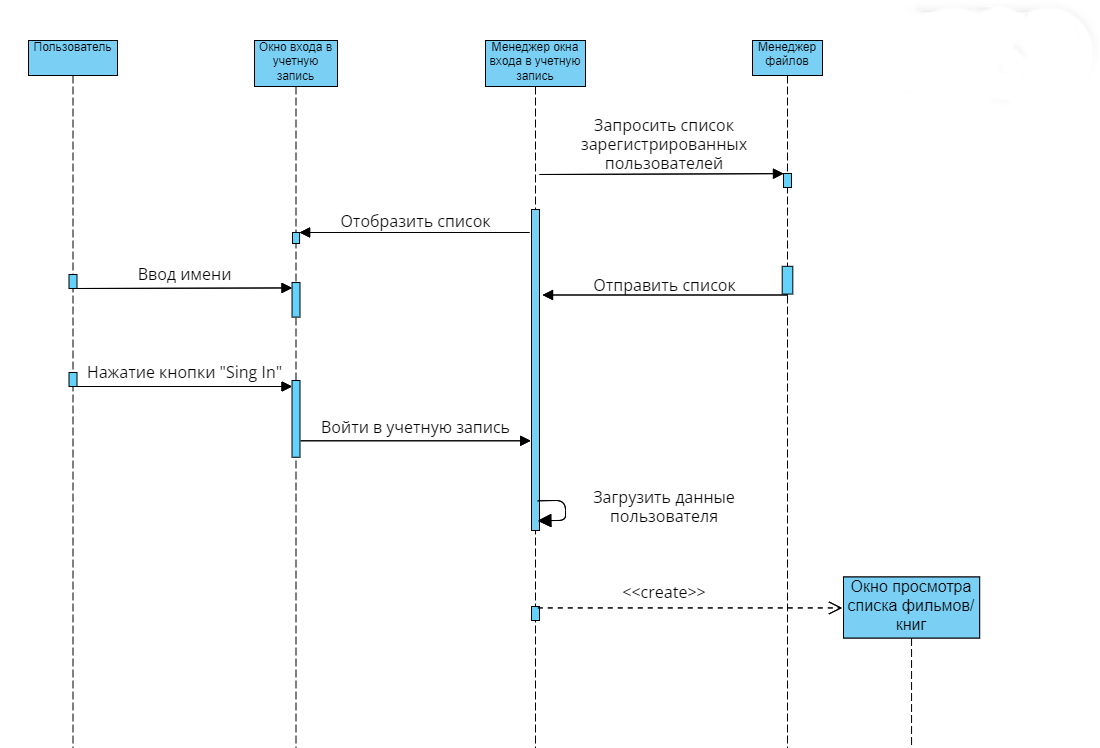 Пользователь
Окно входа в
учетную
запись
Менеджер окна
входа в учетную
запись
Менеджер
файлов
Запросить список
зарегистрированных
пользователей
Отобразить список
Ввод имени
Отправить список
Нажатие кнопки "Sing In"
Войти в учетную запись
Загрузить данные
пользователя
<<create>>
Окно просмотра
списка фильмов/
книг